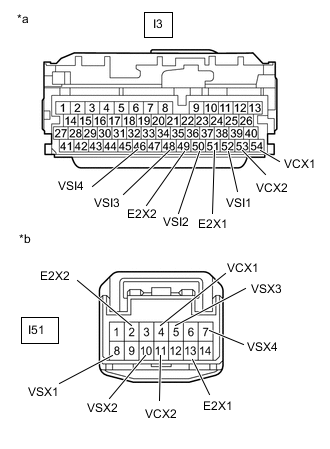 *a
I3
1 2 3 4 5 6 7 8 9 10 11 12 13
14 15 16 17 18 19 20 21 22 23 24 25 26
27 28 29 30 31 32 33 34 35 36 37 38 39 40
41 42 43 44 45 46 47 48 49 50 51 52 53 54
VCX1
VSI4
VCX2
VSI3
VSI1
E2X2
VSI2
E2X1
*b
VCX1
E2X2
VSX3
I51
1 2 3 4 5 6 7
VSX4
8 9 10 11 12 13 14
VSX1
VSX2
VCX2
E2X1